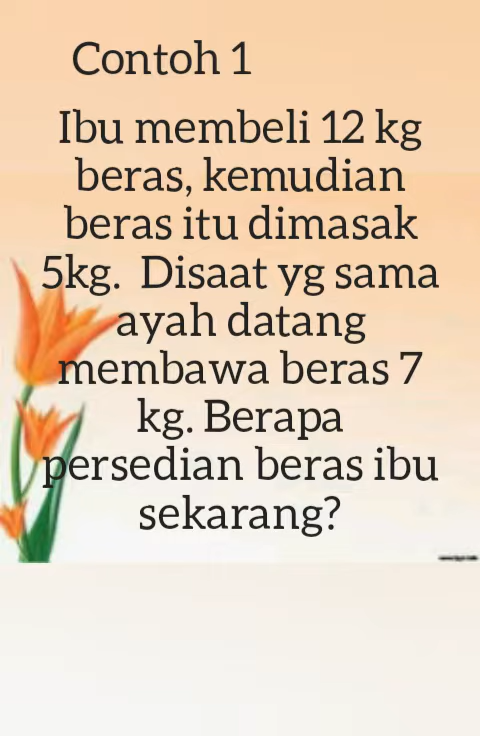 Contoh 1
Ibu membeli 12 kg
beras, kemudian
beras itu dimasak
5kg. Disaat yg sama
ayah datang
membawa beras 7
kg. Berapa
persedian beras ibu
sekarang?